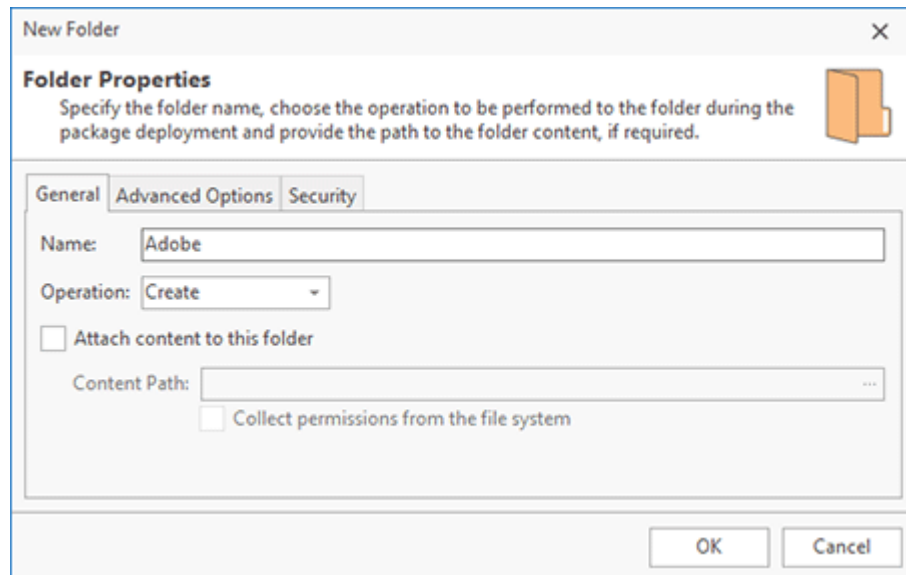 New Folder
Folder Properties
Specify the folder name, choose the operation to be performed to the folder during the
package deployment and provide the path to the folder content, if required.
General Advanced Options Security
Name: Adobe
Operation: Create
Attach content to this folder
Content Path: ...
Collect permissions from the file system
OK Cancel